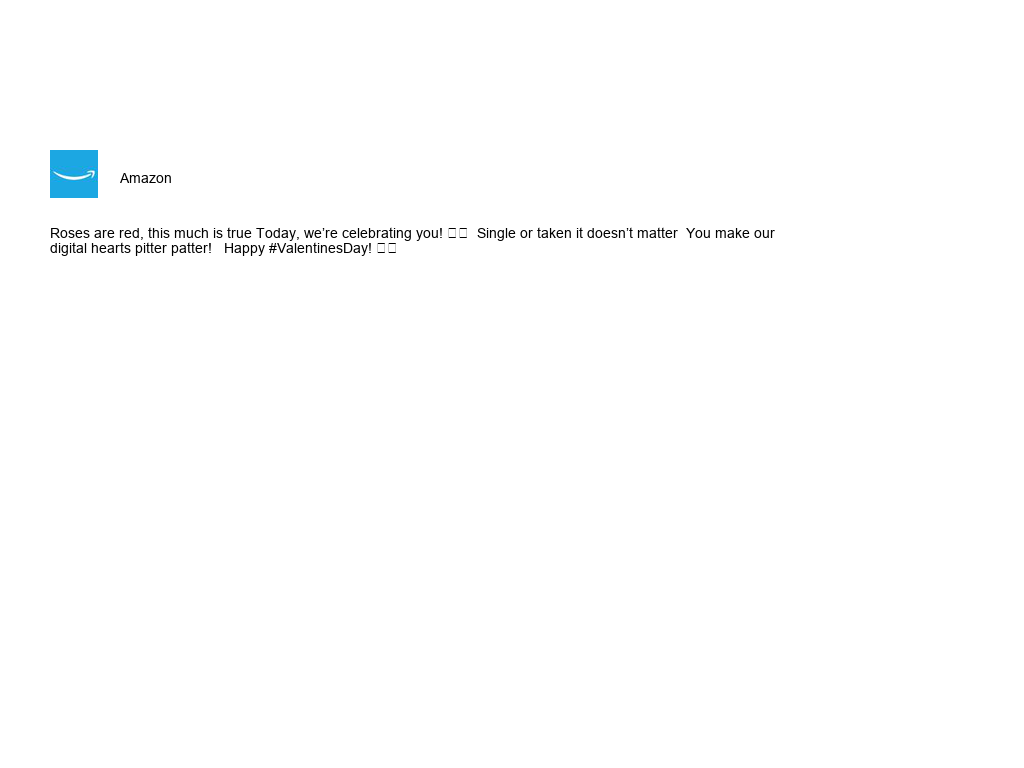 Amazon
Roses are red, this much is true Today, we’re celebrating you! □□  Single or taken it doesn’t matter  You make our
digital hearts pitter patter!   Happy #ValentinesDay! □□